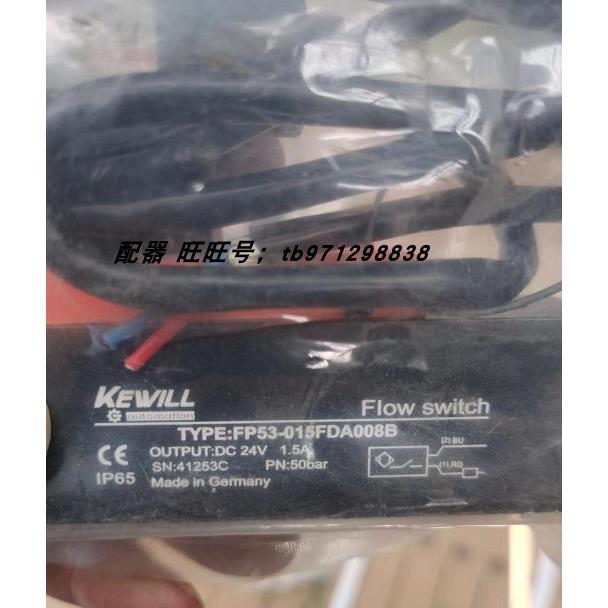 配器 旺旺号；tb971298838
KEWILL
automation
Flow switch
TYPE:FP53-015FDA008B
OUTPUT:DC 24V 1.5A
SN:41253C PN:50bar
IP65
Made in Germany
(2) BU
(1) RD